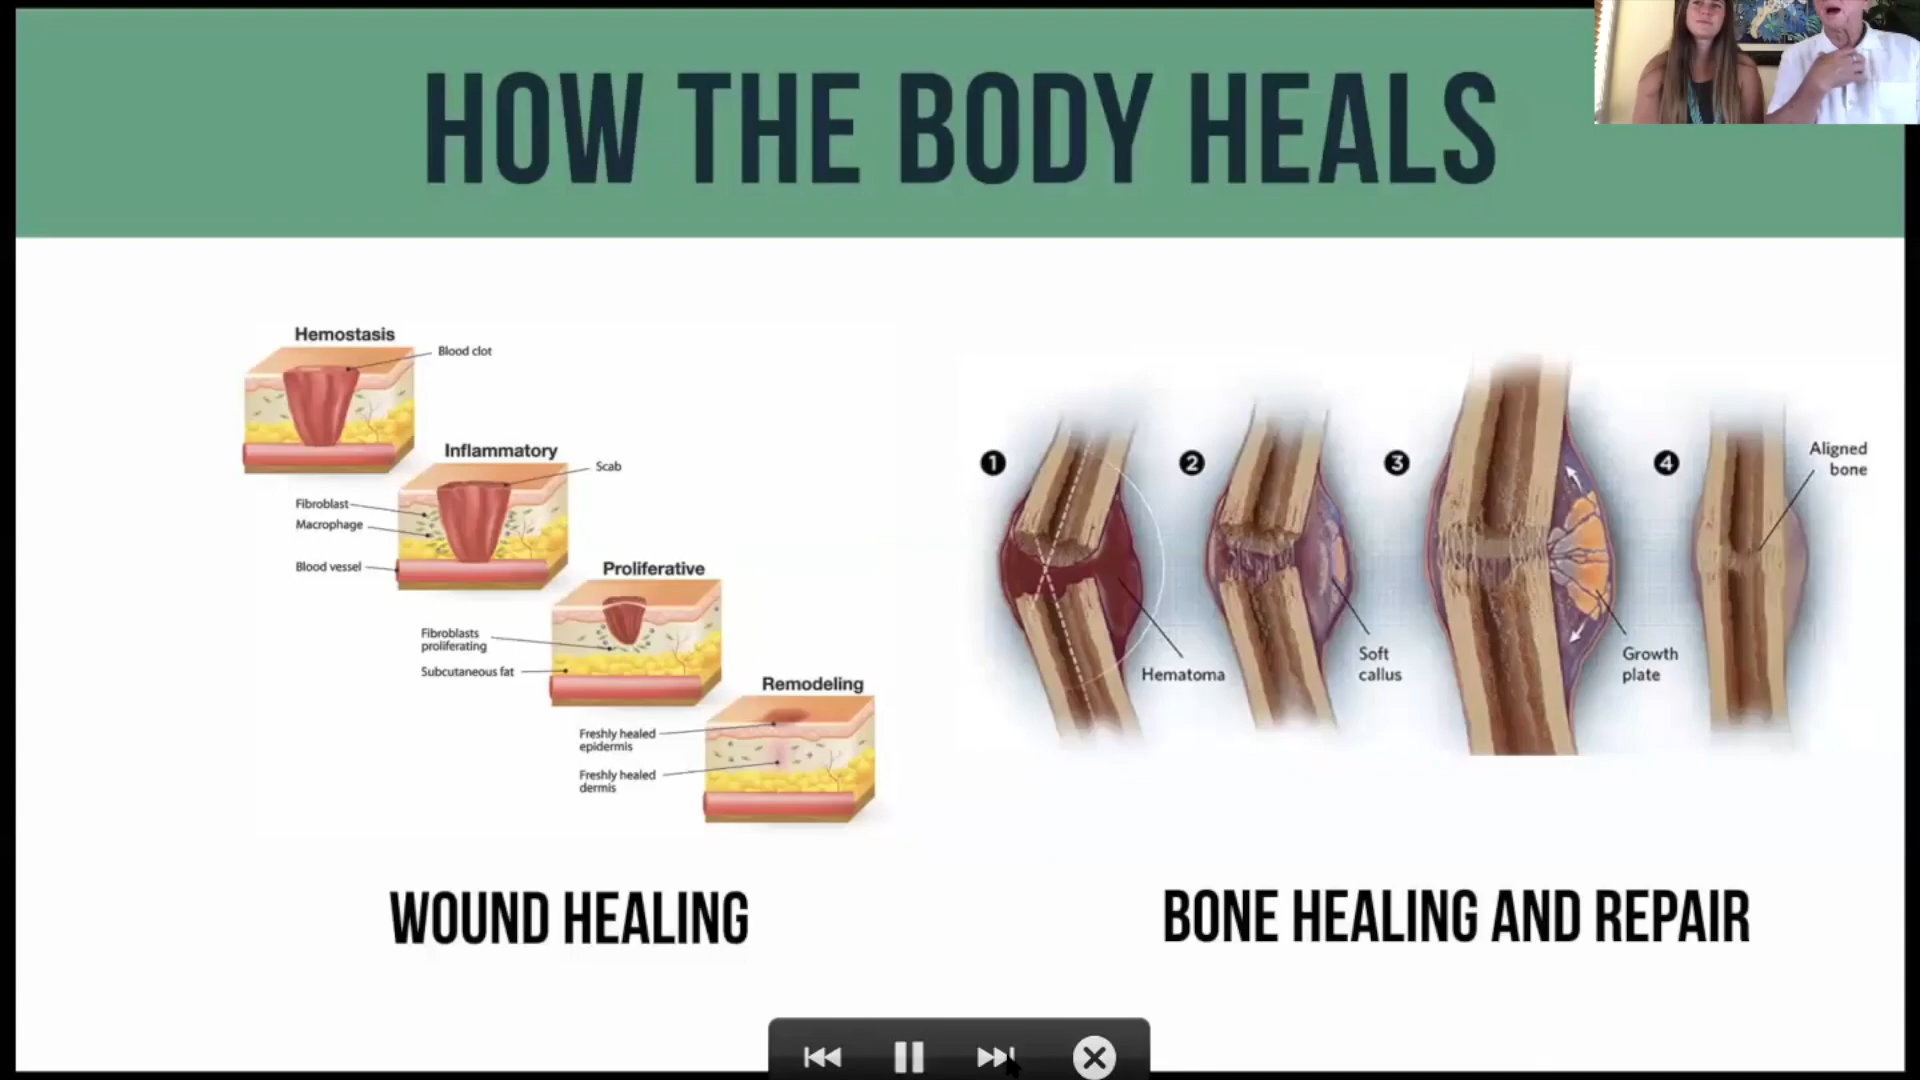 HOW THE BODY HEALS
Hemostasis
Blood clot
Inflammatory
Scab
Fibroblast
Macrophage
Blood vessel
Proliferative
Fibroblasts
proliferating
Subcutaneous fat
Remodeling
Freshly healed
epidermis
Freshly healed
dermis
WOUND HEALING
1
2
3
4
Aligned
bone
Hematoma
Soft
callus
Growth
plate
BONE HEALING AND REPAIR